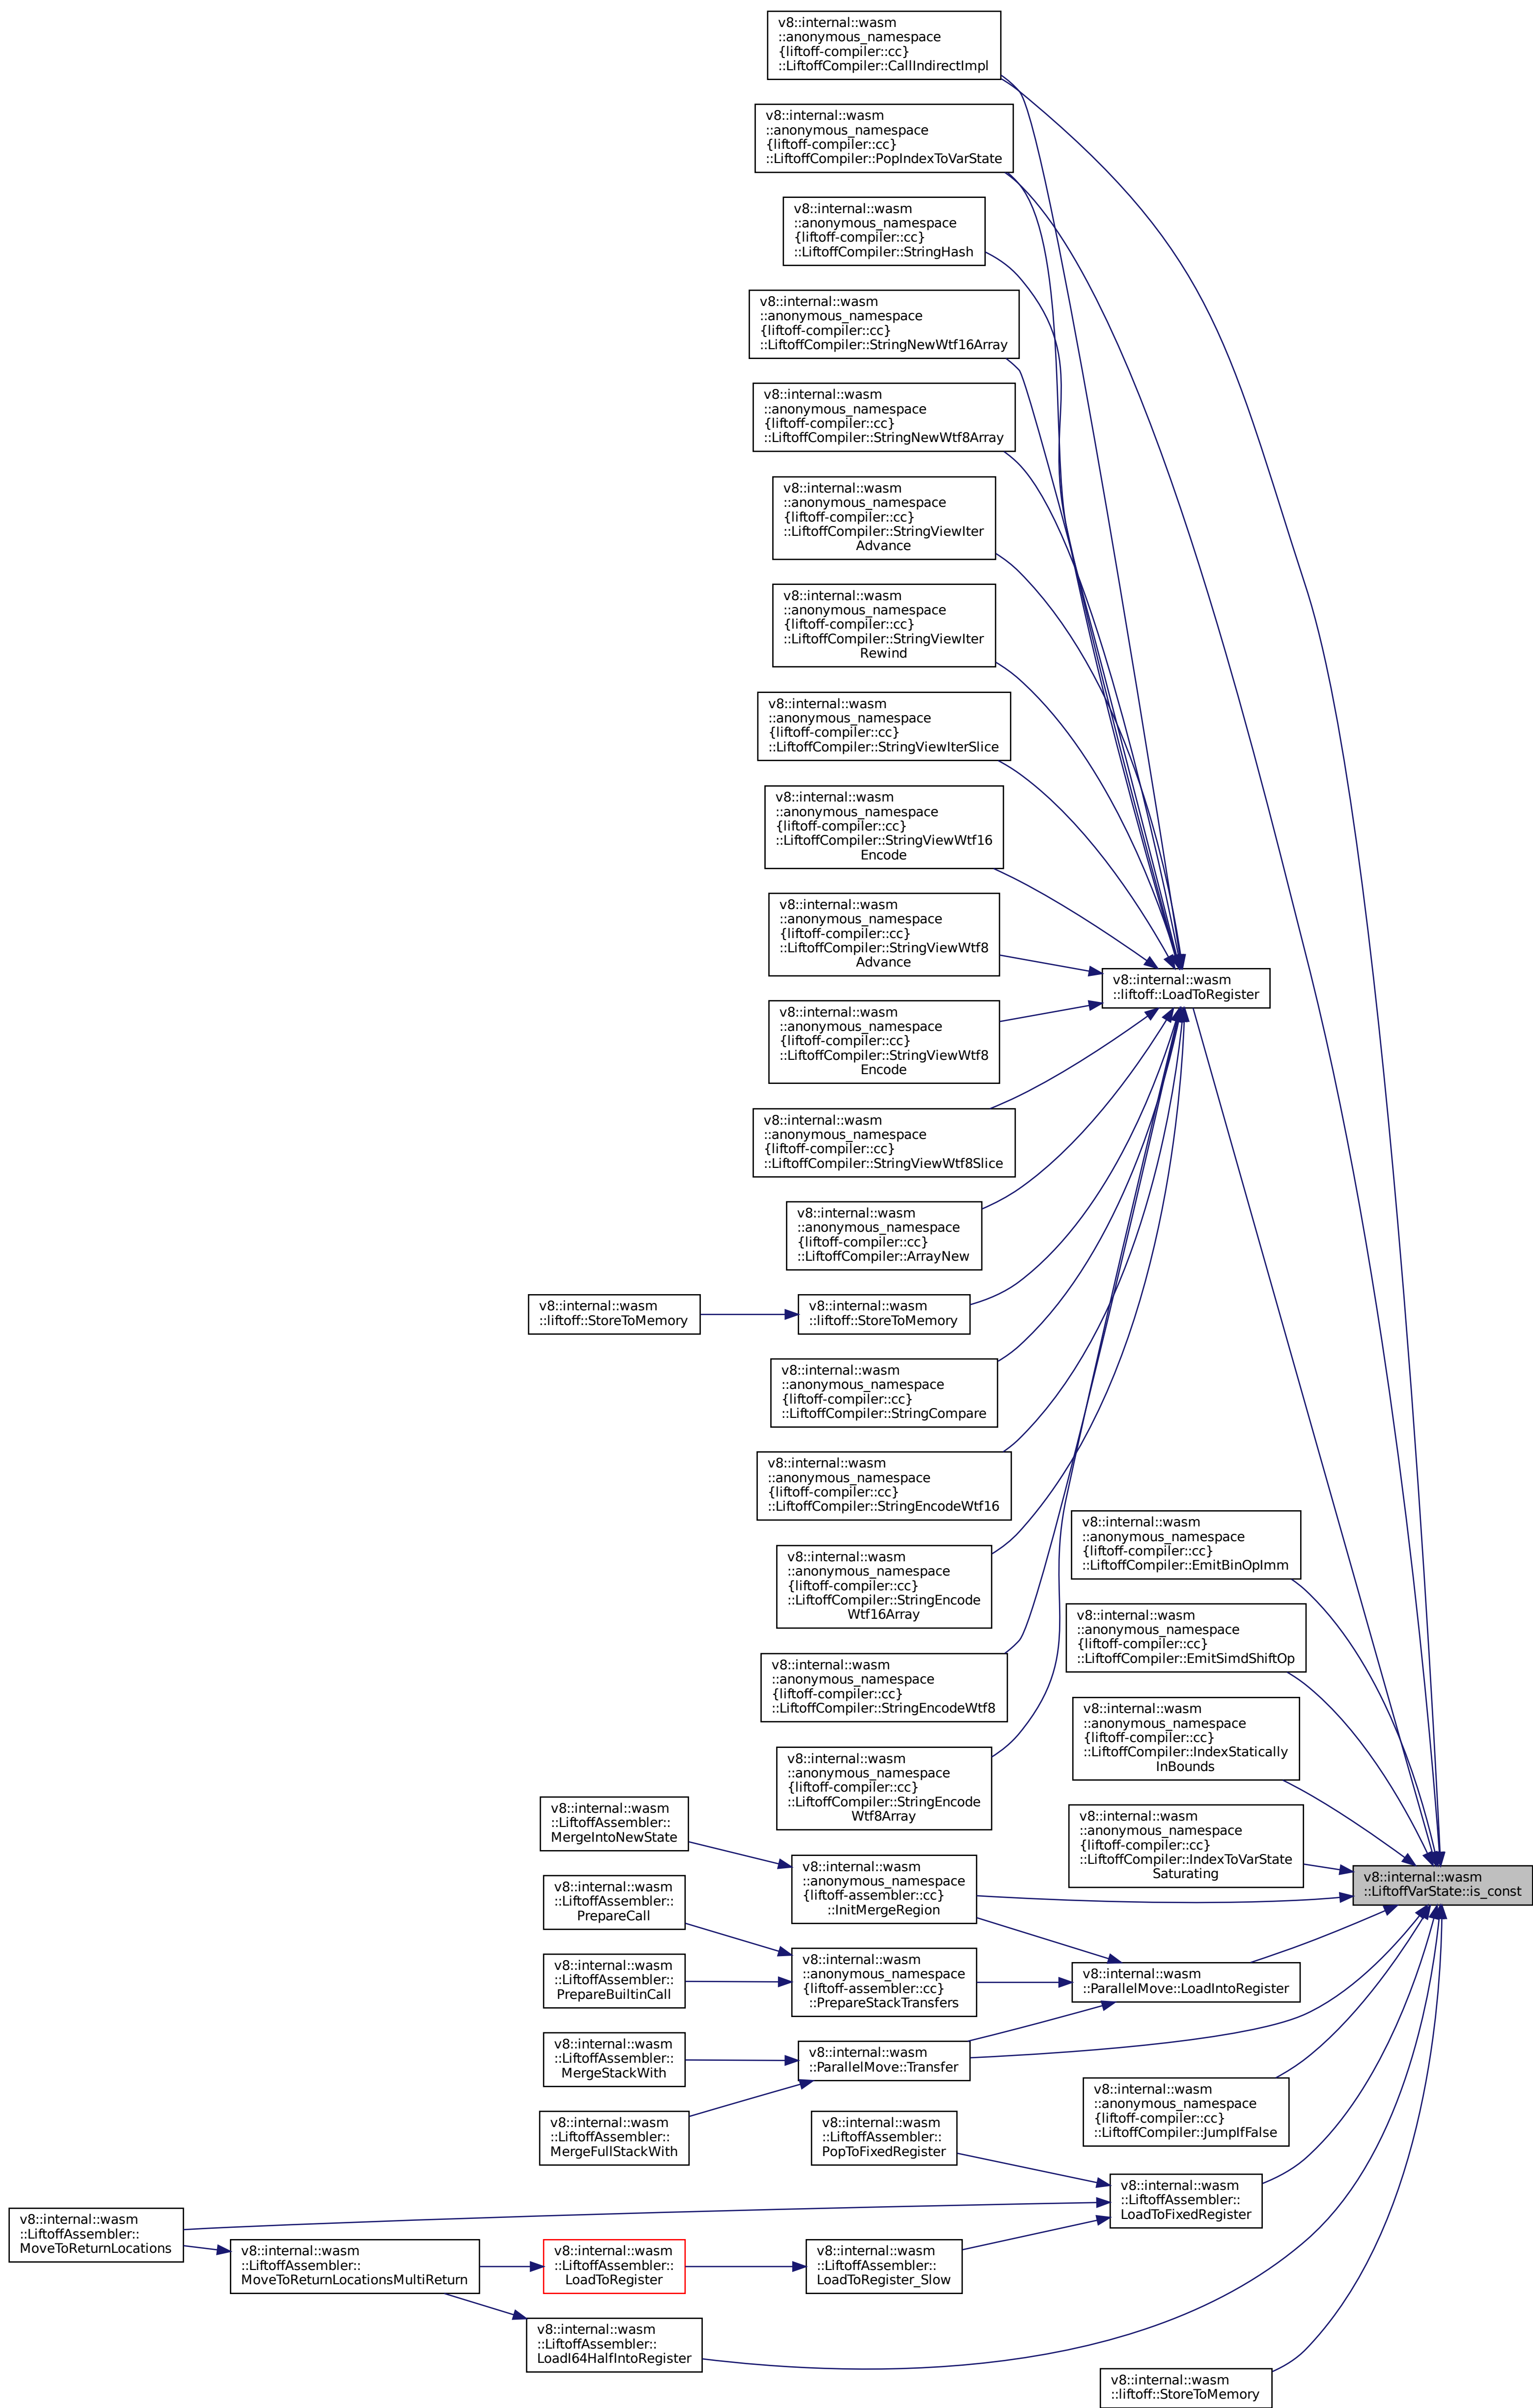 v8::internal::wasm
::anonymous_namespace
{liftoff-compiler::cc}
::LiftoffCompiler::CallIndirectImpl
v8::internal::wasm
::anonymous_namespace
{liftoff-compiler::cc}
::LiftoffCompiler::PopIndexToVarState
v8::internal::wasm
::anonymous_namespace
{liftoff-compiler::cc}
::LiftoffCompiler::StringHash
v8::internal::wasm
::anonymous_namespace
{liftoff-compiler::cc}
::LiftoffCompiler::StringNewWtf16Array
v8::internal::wasm
::anonymous_namespace
{liftoff-compiler::cc}
::LiftoffCompiler::StringNewWtf8Array
v8::internal::wasm
::anonymous_namespace
{liftoff-compiler::cc}
::LiftoffCompiler::StringViewIter
Advance
v8::internal::wasm
::anonymous_namespace
{liftoff-compiler::cc}
::LiftoffCompiler::StringViewIter
Rewind
v8::internal::wasm
::anonymous_namespace
{liftoff-compiler::cc}
::LiftoffCompiler::StringViewIterSlice
v8::internal::wasm
::anonymous_namespace
{liftoff-compiler::cc}
::LiftoffCompiler::StringViewWtf16
Encode
v8::internal::wasm
::anonymous_namespace
{liftoff-compiler::cc}
::LiftoffCompiler::StringViewWtf8
Advance
v8::internal::wasm
::liftoff::LoadToRegister
v8::internal::wasm
::anonymous_namespace
{liftoff-compiler::cc}
::LiftoffCompiler::StringViewWtf8
Encode
v8::internal::wasm
::anonymous_namespace
{liftoff-compiler::cc}
::LiftoffCompiler::StringViewWtf8Slice
v8::internal::wasm
::anonymous_namespace
{liftoff-compiler::cc}
::LiftoffCompiler::ArrayNew
v8::internal::wasm
::liftoff::StoreToMemory
v8::internal::wasm
::liftoff::StoreToMemory
v8::internal::wasm
::anonymous_namespace
{liftoff-compiler::cc}
::LiftoffCompiler::StringCompare
v8::internal::wasm
::anonymous_namespace
{liftoff-compiler::cc}
::LiftoffCompiler::StringEncodeWtf16
v8::internal::wasm
::anonymous_namespace
{liftoff-compiler::cc}
::LiftoffCompiler::EmitBinOpImm
v8::internal::wasm
::anonymous_namespace
{liftoff-compiler::cc}
::LiftoffCompiler::StringEncode
Wtf16Array
v8::internal::wasm
::anonymous_namespace
{liftoff-compiler::cc}
::LiftoffCompiler::EmitSimdShiftOp
v8::internal::wasm
::anonymous_namespace
{liftoff-compiler::cc}
::LiftoffCompiler::StringEncodeWtf8
v8::internal::wasm
::anonymous_namespace
{liftoff-compiler::cc}
::LiftoffCompiler::IndexStatically
InBounds
v8::internal::wasm
::anonymous_namespace
{liftoff-compiler::cc}
::LiftoffCompiler::StringEncode
Wtf8Array
v8::internal::wasm
::anonymous_namespace
{liftoff-compiler::cc}
::LiftoffCompiler::IndexToVarState
Saturating
v8::internal::wasm
::LiftoffAssembler::
MergeIntoNewState
v8::internal::wasm
::anonymous_namespace
{liftoff-assembler::cc}
::InitMergeRegion
v8::internal::wasm
::LiftoffVarState::is_const
v8::internal::wasm
::LiftoffAssembler::
PrepareCall
v8::internal::wasm
::LiftoffAssembler::
PrepareBuiltinCall
v8::internal::wasm
::anonymous_namespace
{liftoff-assembler::cc}
::PrepareStackTransfers
v8::internal::wasm
::ParallelMove::LoadIntoRegister
v8::internal::wasm
::LiftoffAssembler::
MergeStackWith
v8::internal::wasm
::ParallelMove::Transfer
v8::internal::wasm
::LiftoffAssembler::
MergeFullStackWith
v8::internal::wasm
::anonymous_namespace
{liftoff-compiler::cc}
::LiftoffCompiler::JumpIfFalse
v8::internal::wasm
::LiftoffAssembler::
PopToFixedRegister
v8::internal::wasm
::LiftoffAssembler::
LoadToFixedRegister
v8::internal::wasm
::LiftoffAssembler::
MoveToReturnLocations
v8::internal::wasm
::LiftoffAssembler::
MoveToReturnLocationsMultiReturn
v8::internal::wasm
::LiftoffAssembler::
LoadToRegister
v8::internal::wasm
::LiftoffAssembler::
LoadToRegister_Slow
v8::internal::wasm
::LiftoffAssembler::
LoadI64HalfIntoRegister
v8::internal::wasm
::liftoff::StoreToMemory